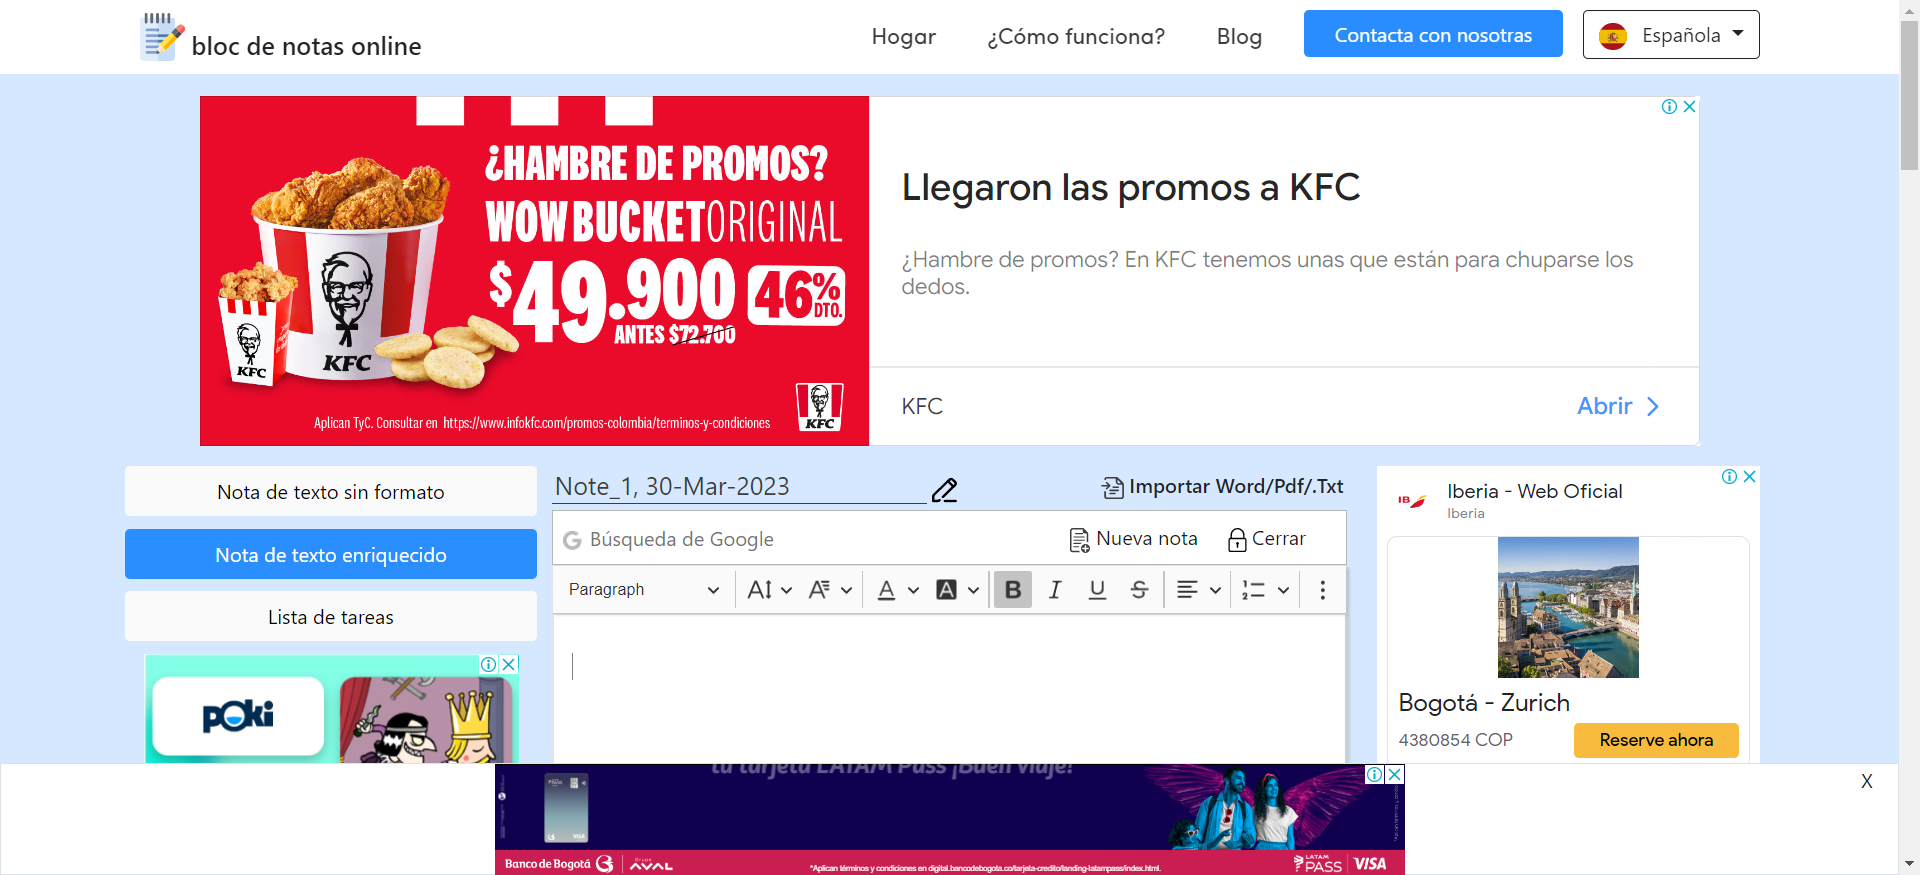 bloc de notas online
Hogar
¿Cómo funciona?
Blog
Contacta con nosotras
Española
¿HAMBRE DE PROMOS?
WOW BUCKET ORIGINAL
$49.900
46% DTO.
ANTES $72.700
KFC
KFC
Aplican TyC. Consultar en https://www.infokfc.com/promos-colombia/terminos-y-condiciones
KFC
Llegaron las promos a KFC
¿Hambre de promos? En KFC tenemos unas que están para chuparse los
dedos.
KFC
Abrir
Nota de texto sin formato
Nota de texto enriquecido
Lista de tareas
Note_1, 30-Mar-2023
Importar Word/Pdf/.Txt
Búsqueda de Google
Nueva nota
Cerrar
Paragraph
Iberia - Web Oficial
Iberia
IB
Bogotá - Zurich
4380854 COP
Reserve ahora
poki
tu tarjeta LATAM Pass ¡Buen viaje!
VISA
Banco de Bogotá
Grupo
AVAL
*Aplican términos y condiciones en digital.bancodebogota.co/tarjeta-credito/landing-latampass/index.html.
LATAM
PASS
VISA
X